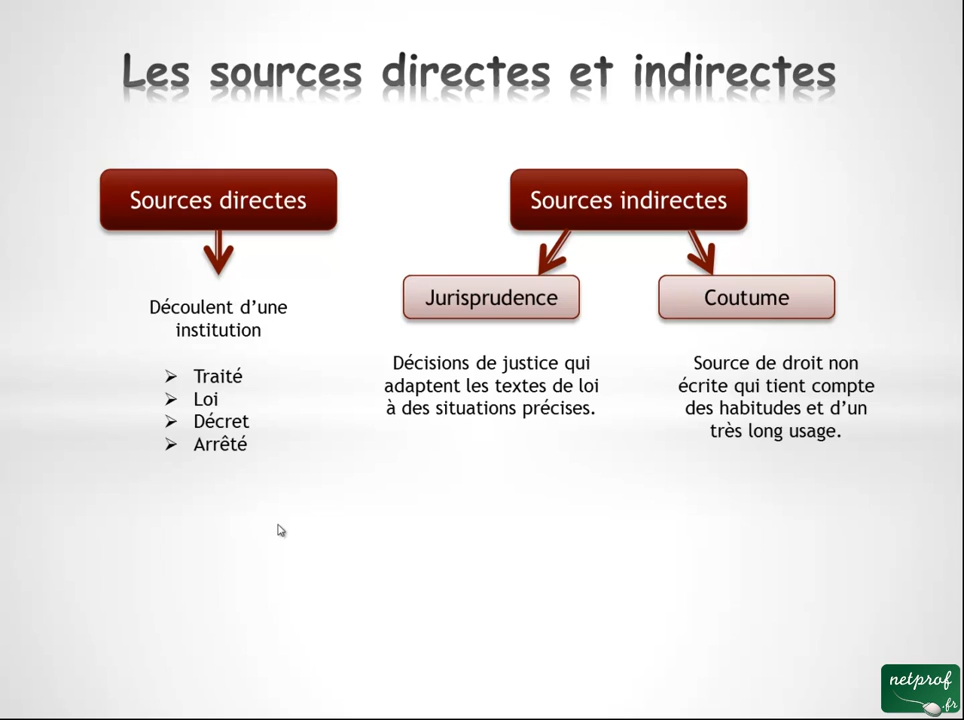 Les sources directes et indirectes
Sources directes
Découlent d’une
institution
Traité
Loi
Décret
Arrêté
Sources indirectes
Jurisprudence
Décisions de justice qui
adaptent les textes de loi
à des situations précises.
Coutume
Source de droit non
écrite qui tient compte
des habitudes et d’un
très long usage.
netprof
.fr